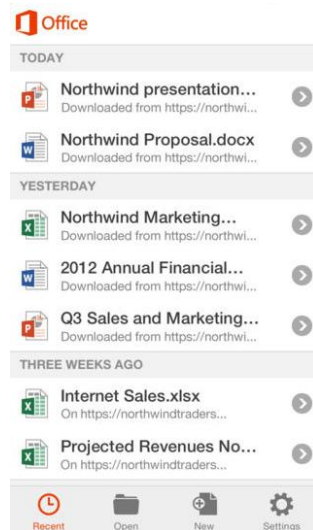 Office
TODAY
Northwind presentation...
Downloaded from https://northwi...
Northwind Proposal.docx
Downloaded from https://northwi...
YESTERDAY
Northwind Marketing...
Downloaded from https://northwi...
2012 Annual Financial...
Downloaded from https://northwi...
Q3 Sales and Marketing...
Downloaded from https://northwi...
THREE WEEKS AGO
Internet Sales.xlsx
On https://northwindtraders...
Projected Revenues No...
On https://northwindtraders...
Recent Open New Settings